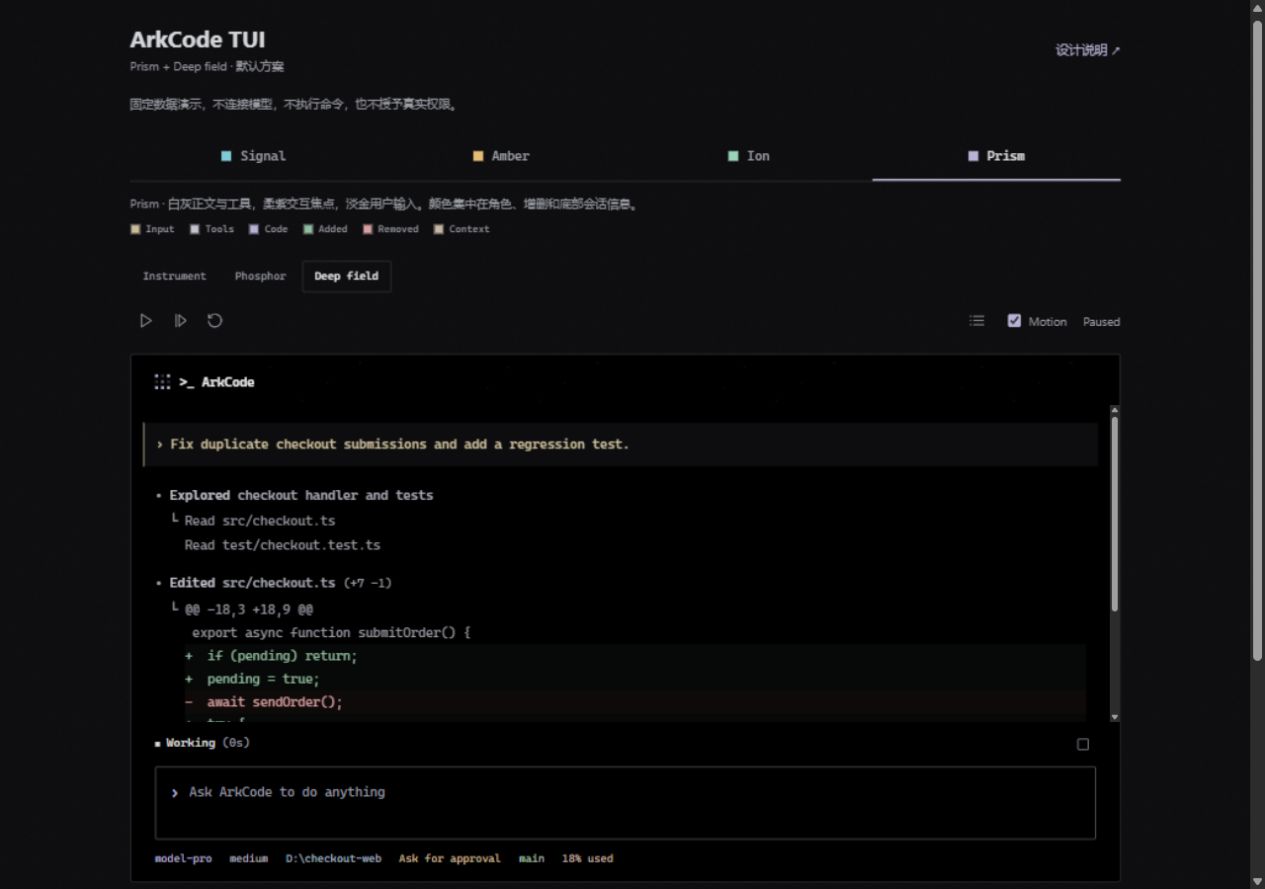 ArkCode TUI
Prism + Deep field · 默认方案
设计说明 ↗
固定数据演示，不连接模型，不执行命令，也不授予真实权限。
Signal
Amber
Ion
Prism
Prism · 白灰正文与工具，柔紫交互焦点，淡金用户输入。颜色集中在角色、增删和底部会话信息。
Input Tools Code Added Removed Context
Instrument Phosphor Deep field
Motion Paused
>_ ArkCode
› Fix duplicate checkout submissions and add a regression test.
• Explored checkout handler and tests
└ Read src/checkout.ts
Read test/checkout.test.ts
• Edited src/checkout.ts (+7 -1)
└ @@ -18,3 +18,9 @@
export async function submitOrder() {
+ if (pending) return;
+ pending = true;
- await sendOrder();
▪ Working (0s)
› Ask ArkCode to do anything
model-pro medium D:\checkout-web Ask for approval main 18% used